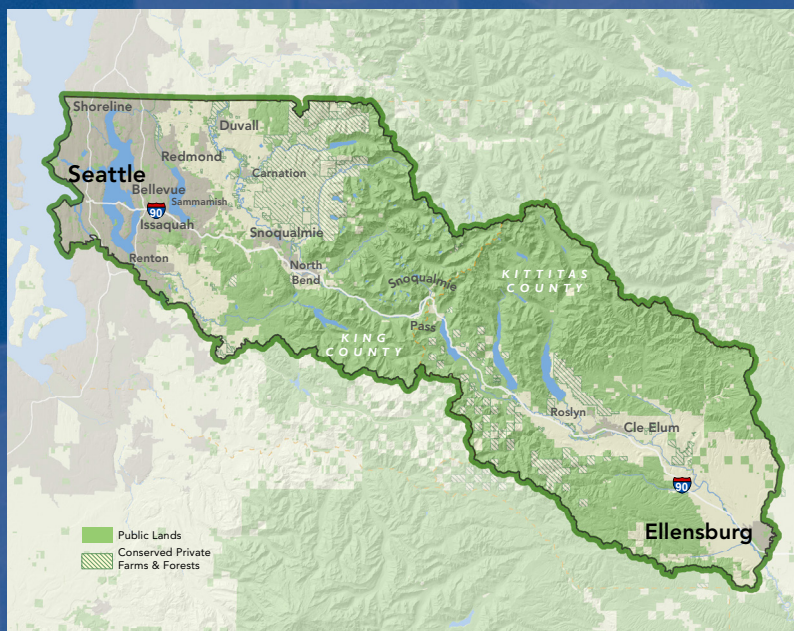 Shoreline
Duvall
Redmond
Seattle
Carnation
Bellevue
Sammamish
90
Issaquah
Snoqualmie
Renton
North
Bend
Snoqualmie
Pass
KITTITAS
COUNTY
KING
COUNTY
Roslyn
Cle Elum
90
Ellensburg
Public Lands
Conserved Private
Farms & Forests